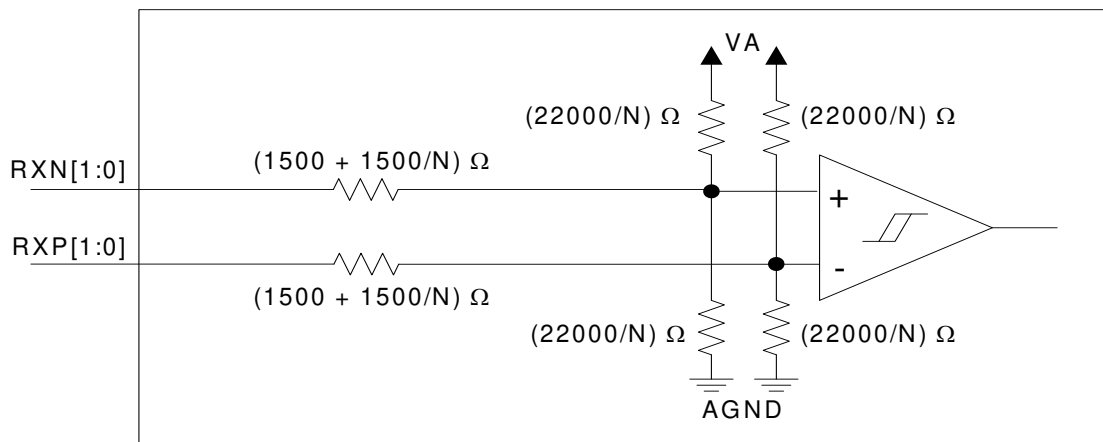 VA
(22000/N) Ω
(22000/N) Ω
RXN[1:0]
(1500 + 1500/N) Ω
+
RXP[1:0]
-
(1500 + 1500/N) Ω
(22000/N) Ω
(22000/N) Ω
AGND